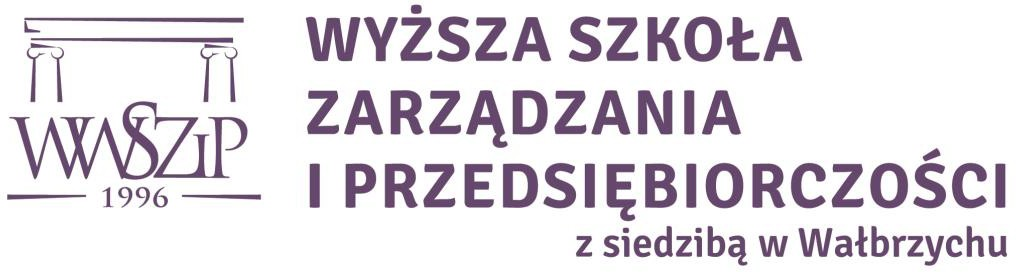 WWSZiP
1996
WYŻSZA SZKOŁA
ZARZĄDZANIA
I PRZEDSIĘBIORCZOŚCI
z siedzibą w Wałbrzychu